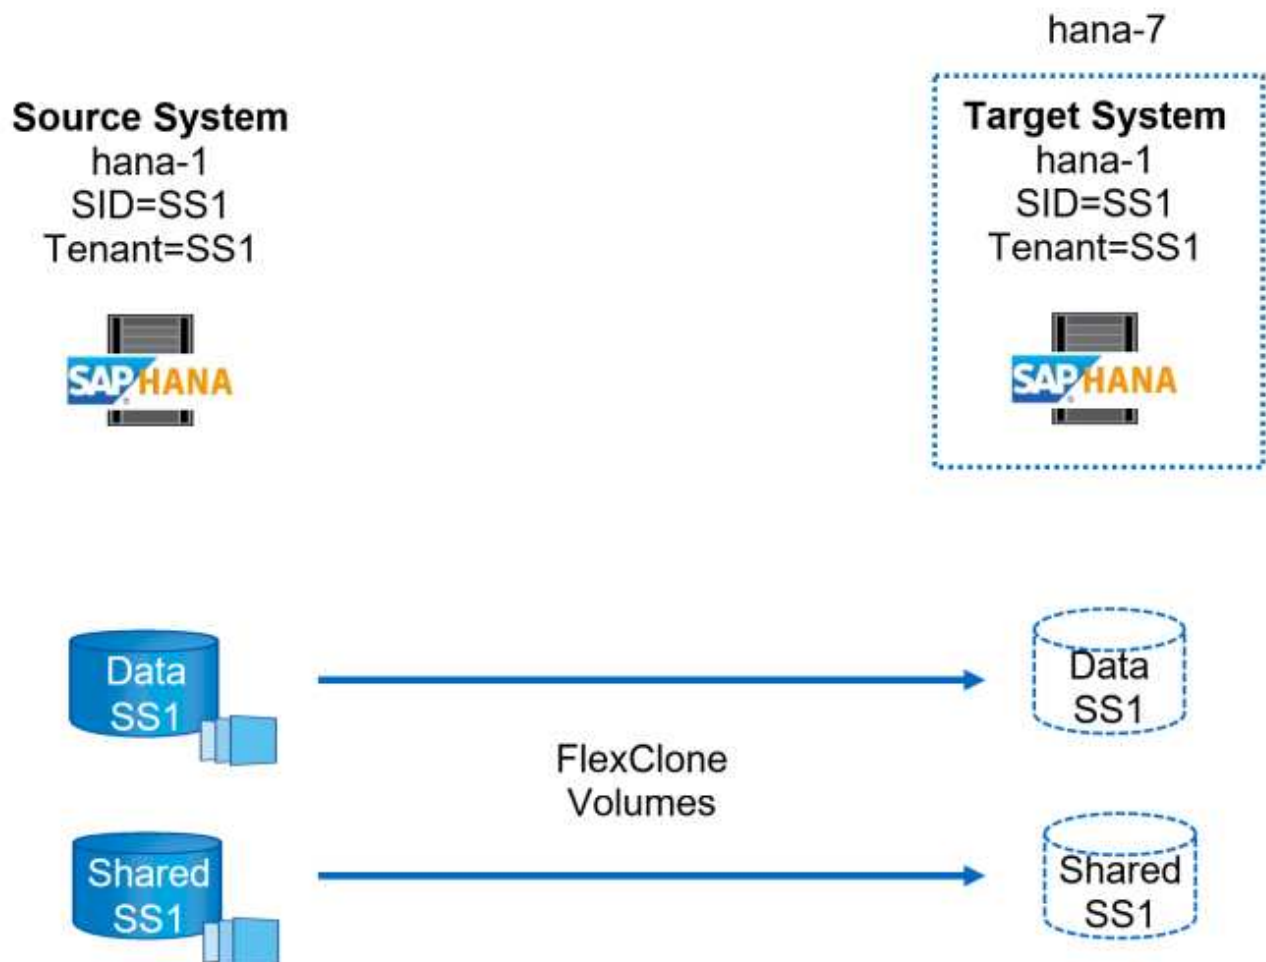 hana-7
Source System
hana-1
SID=SS1
Tenant=SS1
SAP HANA
Target System
hana-1
SID=SS1
Tenant=SS1
SAP HANA
Data
SS1
FlexClone
Volumes
Data
SS1
Shared
SS1
Shared
SS1